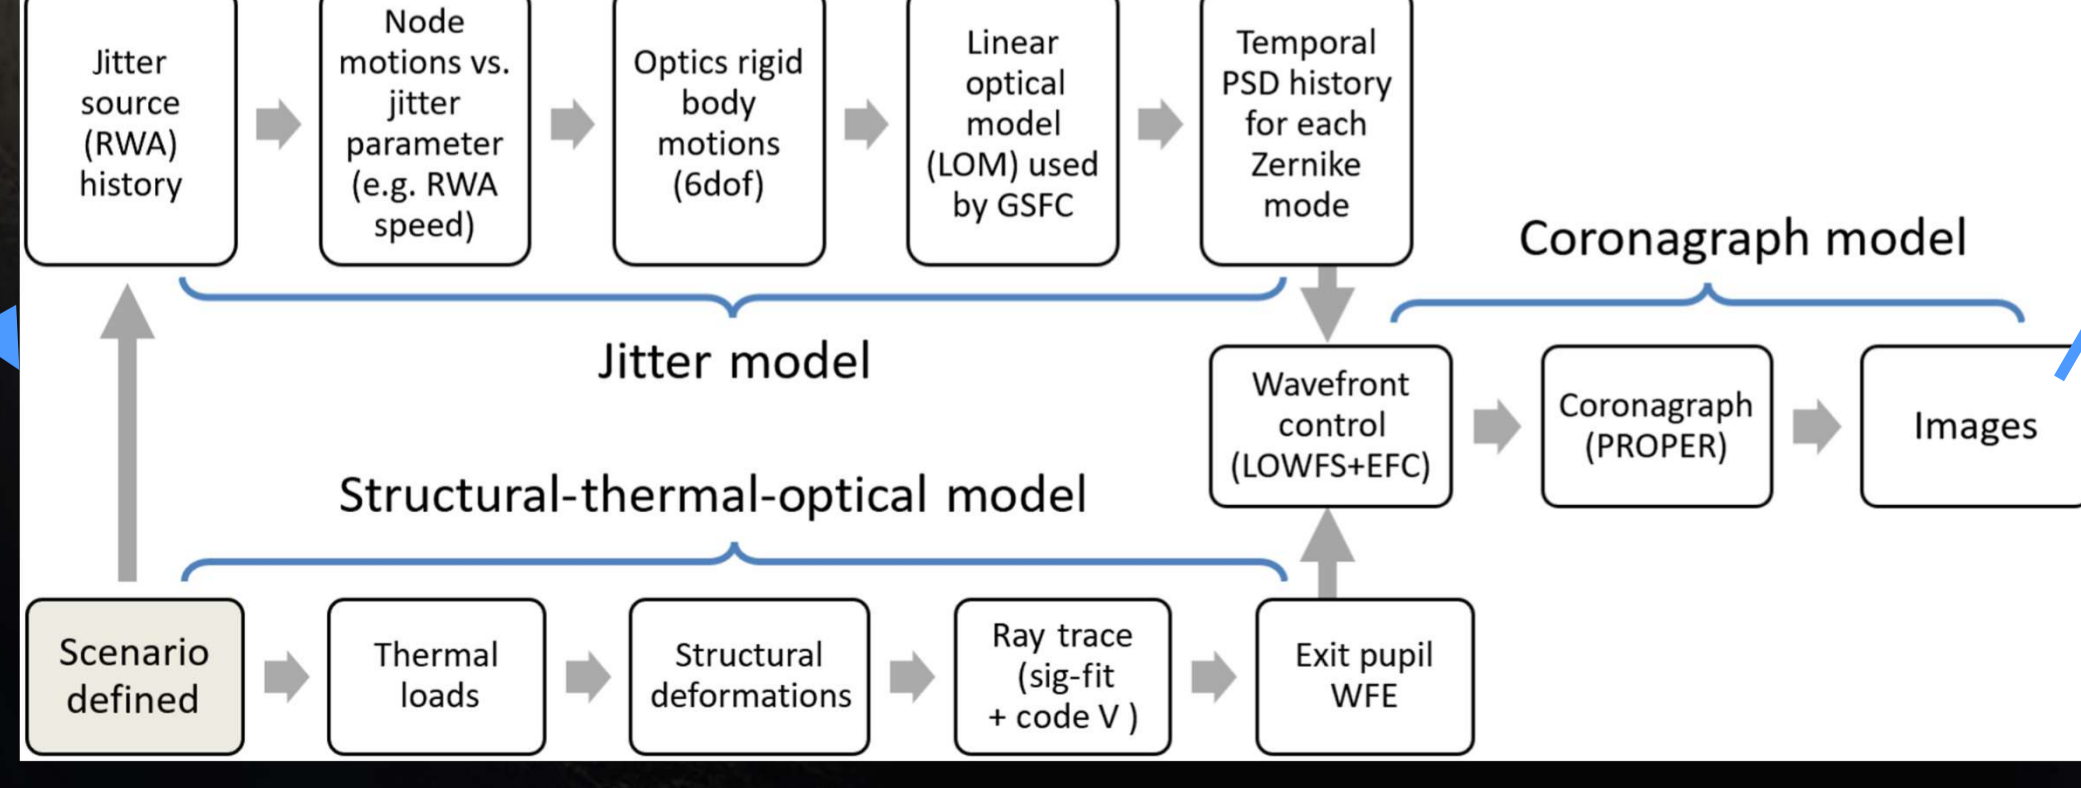 Jitter
source
(RWA)
history
Node
motions vs.
jitter
parameter
(e.g. RWA
speed)
Optics rigid
body
motions
(6dof)
Linear
optical
model
(LOM) used
by GSFC
Temporal
PSD history
for each
Zernike
mode
Coronagraph model
Jitter model
Wavefront
control
(LOWFS+EFC)
Coronagraph
(PROPER)
Images
Structural-thermal-optical model
Scenario
defined
Thermal
loads
Structural
deformations
Ray trace
(sig-fit
+ code V )
Exit pupil
WFE